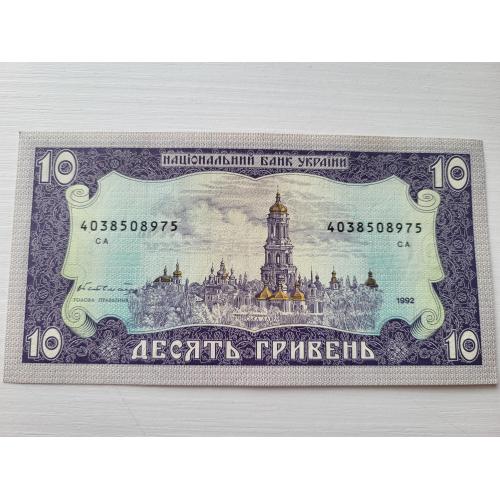 10 НАЦІОНАЛЬНИЙ БАНК УКРАЇНИ 10
4038508975 4038508975
СА СА
ГОЛОВА ПРАВЛІННЯ 1992
10 ДЕСЯТЬ ГРИВЕНЬ 10